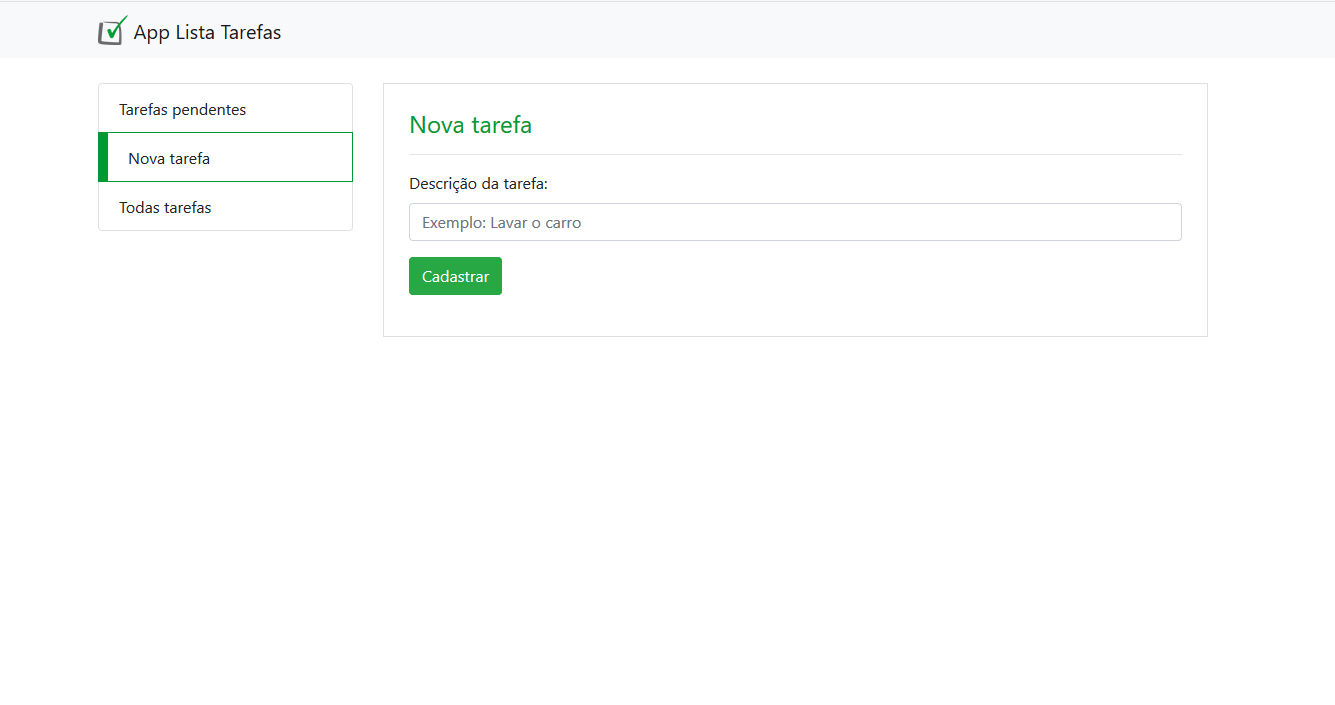 App Lista Tarefas
Tarefas pendentes
Nova tarefa
Todas tarefas
Nova tarefa
Descrição da tarefa:
Exemplo: Lavar o carro
Cadastrar